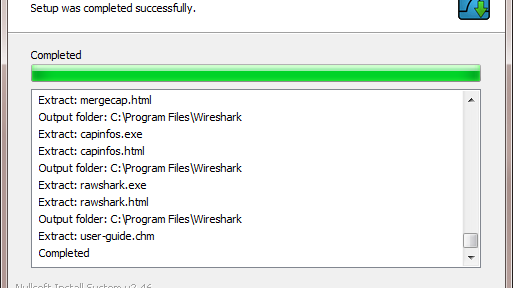 Setup was completed successfully.
Completed
Extract: mergecap.html
Output folder: C:\Program Files\Wireshark
Extract: capinfos.exe
Extract: capinfos.html
Output folder: C:\Program Files\Wireshark
Extract: rawshark.exe
Extract: rawshark.html
Output folder: C:\Program Files\Wireshark
Extract: user-guide.chm
Completed
Nullsoft Install System v2.46